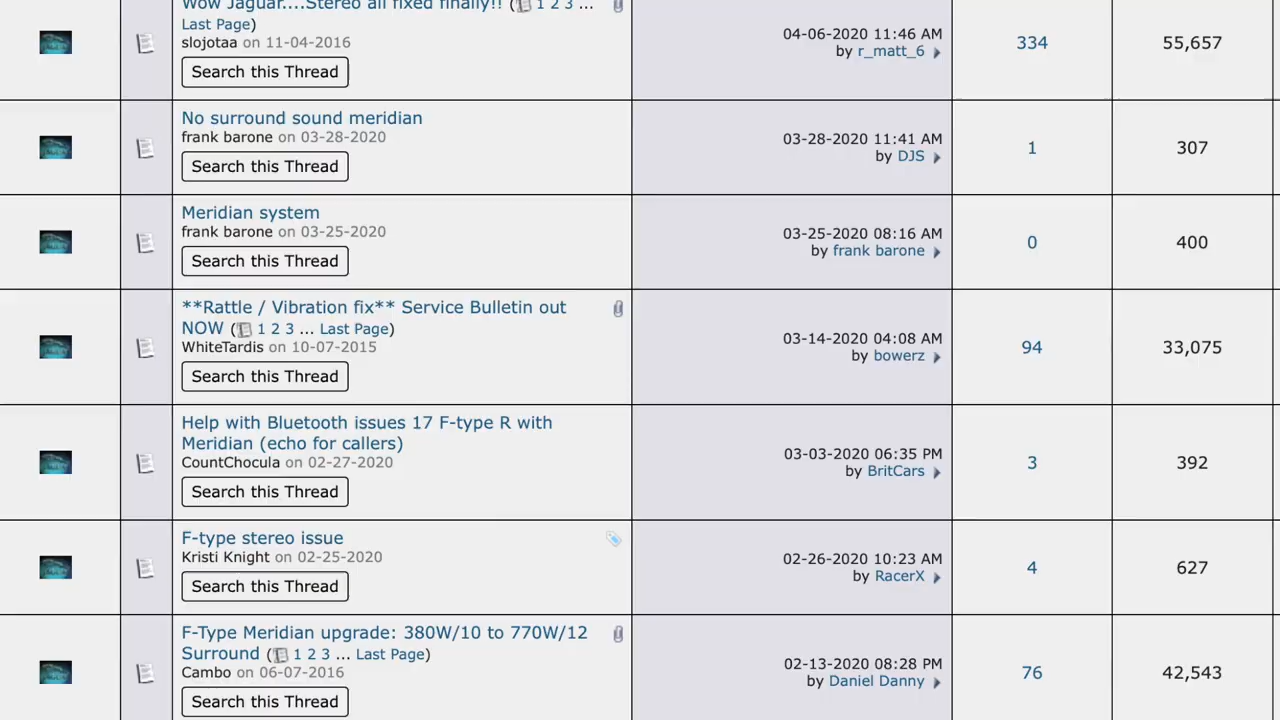 Wow Jaguar....Stereo all fixed finally!! ( 1 2 3 ...
Last Page)
slojotaa on 11-04-2016
Search this Thread
04-06-2020 11:46 AM
by r_matt_6
334
55,657
No surround sound meridian
frank barone on 03-28-2020
Search this Thread
03-28-2020 11:41 AM
by DJS
1
307
Meridian system
frank barone on 03-25-2020
Search this Thread
03-25-2020 08:16 AM
by frank barone
0
400
**Rattle / Vibration fix** Service Bulletin out
NOW ( 1 2 3 ... Last Page)
WhiteTardis on 10-07-2015
Search this Thread
03-14-2020 04:08 AM
by bowerz
94
33,075
Help with Bluetooth issues 17 F-type R with
Meridian (echo for callers)
CountChocula on 02-27-2020
Search this Thread
03-03-2020 06:35 PM
by BritCars
3
392
F-type stereo issue
Kristi Knight on 02-25-2020
Search this Thread
02-26-2020 10:23 AM
by RacerX
4
627
F-Type Meridian upgrade: 380W/10 to 770W/12
Surround ( 1 2 3 ... Last Page)
Cambo on 06-07-2016
Search this Thread
02-13-2020 08:28 PM
by Daniel Danny
76
42,543